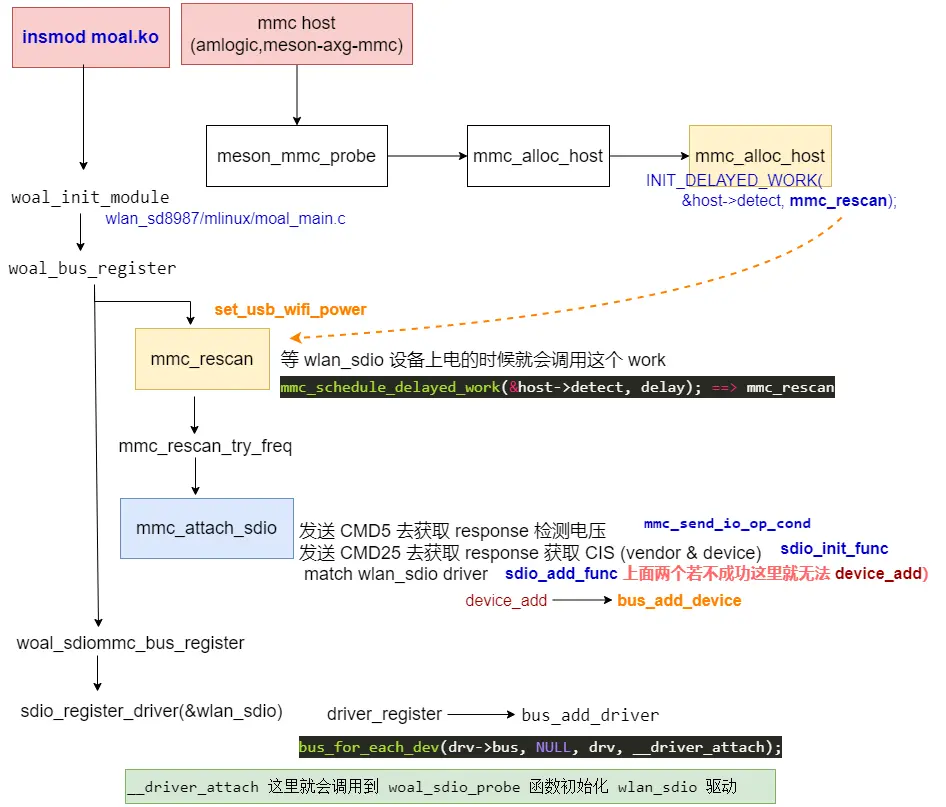 insmod moal.ko
mmc host
(amlogic,meson-axg-mmc)
meson_mmc_probe
mmc_alloc_host
mmc_alloc_host
INIT_DELAYED_WORK(
&host->detect, mmc_rescan);
woal_init_module
wlan_sd8987/mlinux/moal_main.c
woal_bus_register
set_usb_wifi_power
mmc_rescan
等 wlan_sdio 设备上电的时候就会调用这个 work
mmc_schedule_delayed_work(&host->detect, delay); ==> mmc_rescan
mmc_rescan_try_freq
mmc_attach_sdio
发送 CMD5 去获取 response 检测电压 mmc_send_io_op_cond
发送 CMD25 去获取 response 获取 CIS (vendor & device) sdio_init_func
match wlan_sdio driver sdio_add_func 上面两个若不成功这里就无法 device_add)
device_add bus_add_device
woal_sdiommc_bus_register
sdio_register_driver(&wlan_sdio)
driver_register bus_add_driver
bus_for_each_dev(drv->bus, NULL, drv, __driver_attach);
__driver_attach 这里就会调用到 woal_sdio_probe 函数初始化 wlan_sdio 驱动